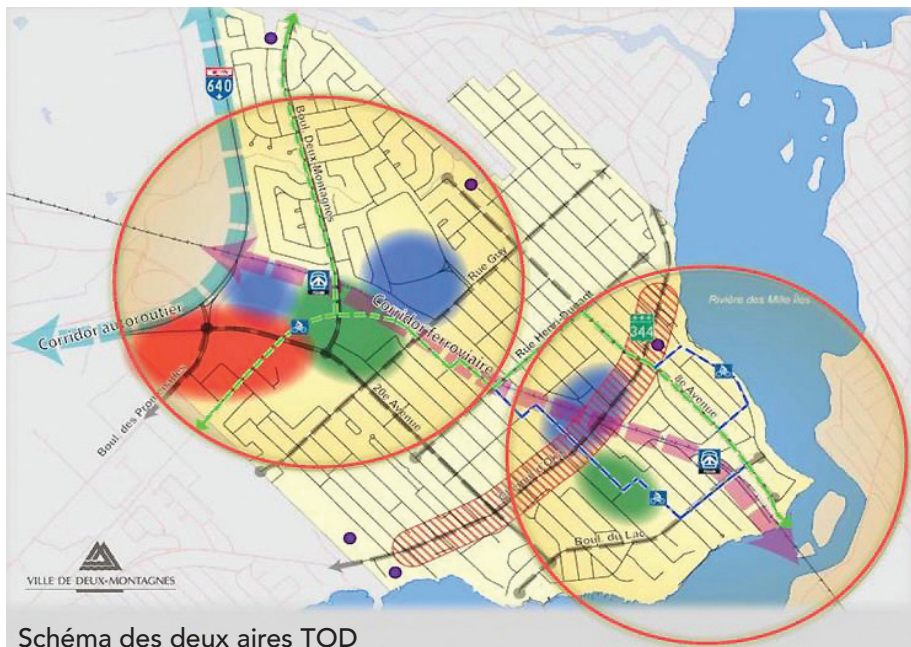 640
Boul. Deux-Montagnes
Rue Guy
Corridor autoroutier
Corridor ferroviaire
Rue Henri-Dunant
Rivière des Mille Îles
344
8e Avenue
20e Avenue
Boul. des Promenades
Boul. du Lac
VILLE DE DEUX-MONTAGNES
Schéma des deux aires TOD